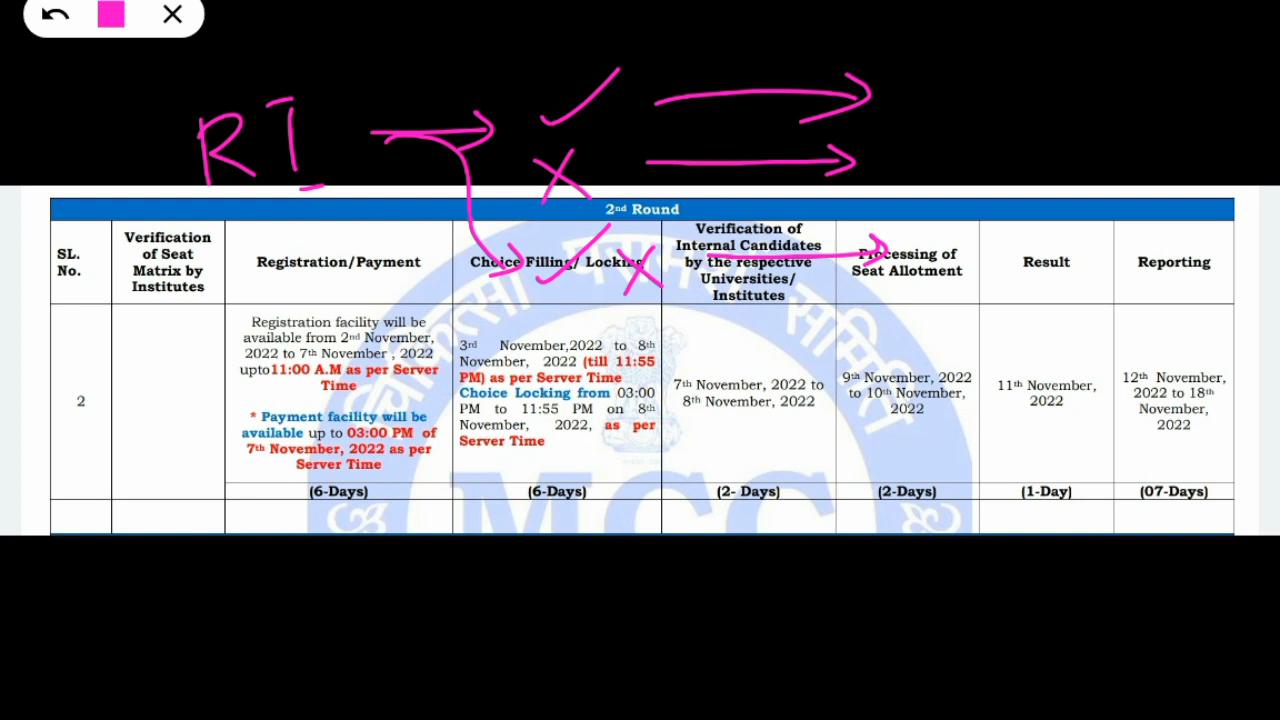 RI
2nd Round
SL.
No.
Verification
of Seat
Matrix by
Institutes
Registration/Payment
Choice Filling/ Locking
Verification of
Internal Candidates
by the respective
Universities/
Institutes
Processing of
Seat Allotment
Result
Reporting
2
Registration facility will be
available from 2nd November,
2022 to 7th November , 2022
upto11:00 A.M as per Server
Time
* Payment facility will be
available up to 03:00 PM of
7th November, 2022 as per
Server Time
3rd November,2022 to 8th
November, 2022 (till 11:55
PM) as per Server Time
Choice Locking from 03:00
PM to 11:55 PM on 8th
November, 2022, as per
Server Time
7th November, 2022 to
8th November, 2022
9th November, 2022
to 10th November,
2022
11th November,
2022
12th November,
2022 to 18th
November,
2022
(6-Days)
(6-Days)
(2- Days)
(2-Days)
(1-Day)
(07-Days)
MCC